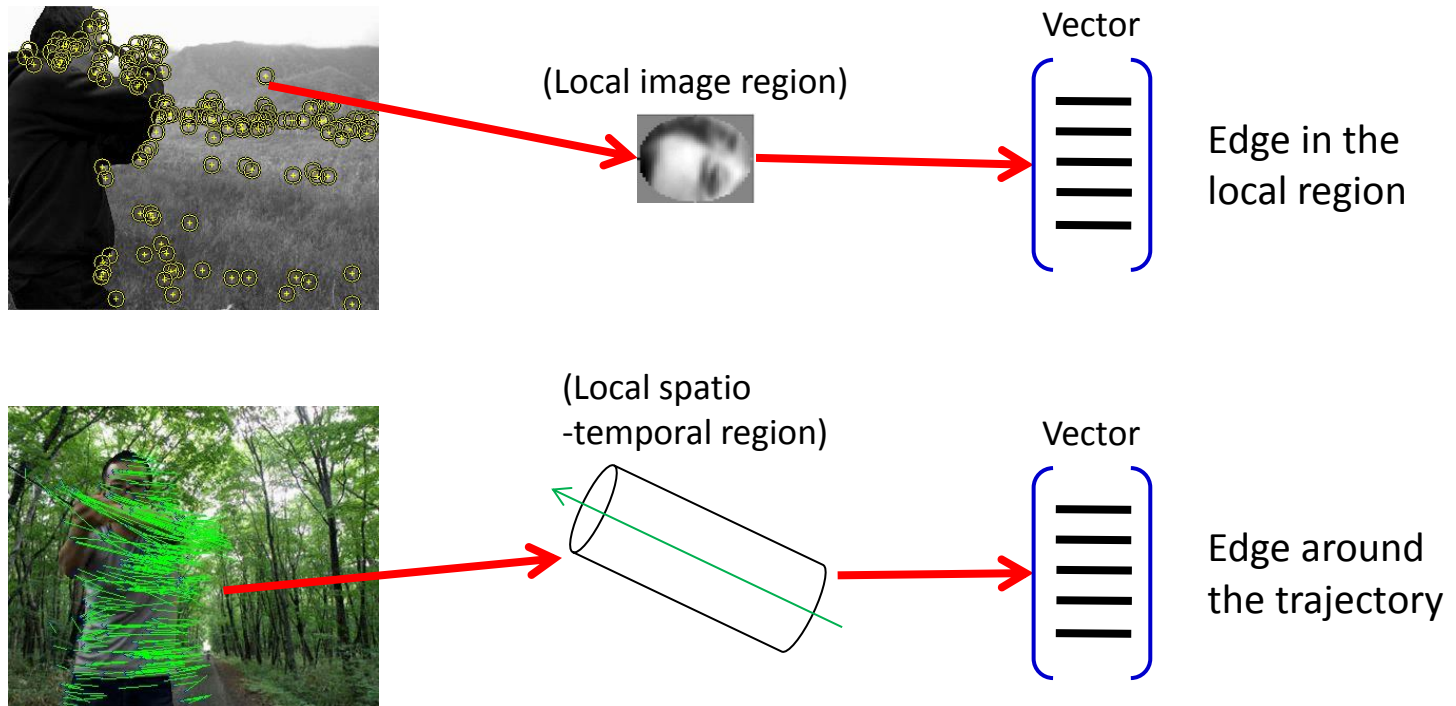 Vector
(Local image region)
Edge in the
local region
(Local spatio
-temporal region)
Vector
Edge around
the trajectory